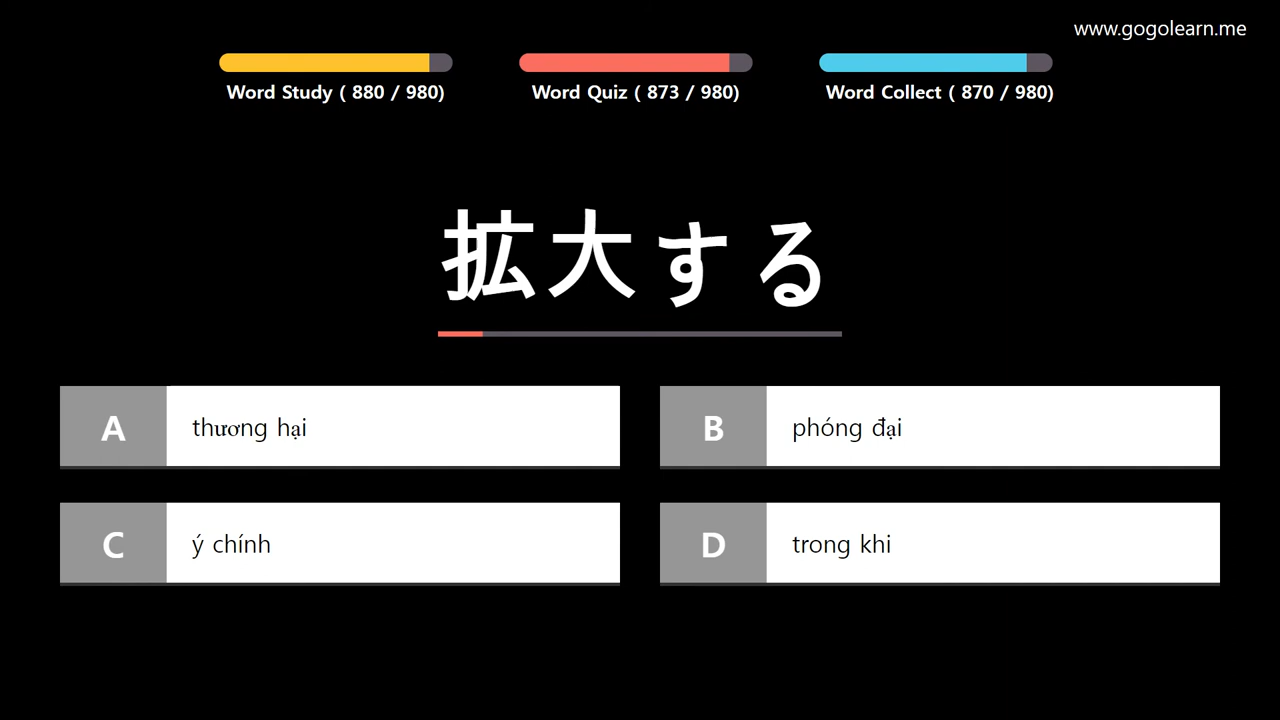 www.gogolearn.me
Word Study ( 880 / 980)
Word Quiz ( 873 / 980)
Word Collect ( 870 / 980)
拡大する
A
thương hại
B
phóng đại
C
ý chính
D
trong khi